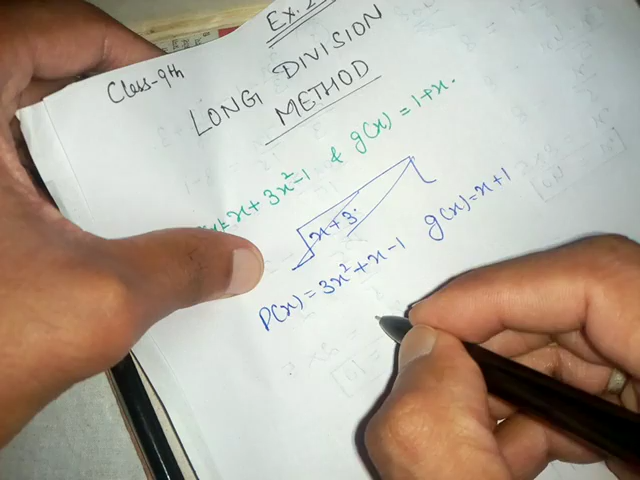 Class-9th
Ex. 2
LONG DIVISION
METHOD
x + 3x² - 1 & g(x) = 1 + x.
x + 3
P(x) = 3x² + x - 1 g(x) = x + 1